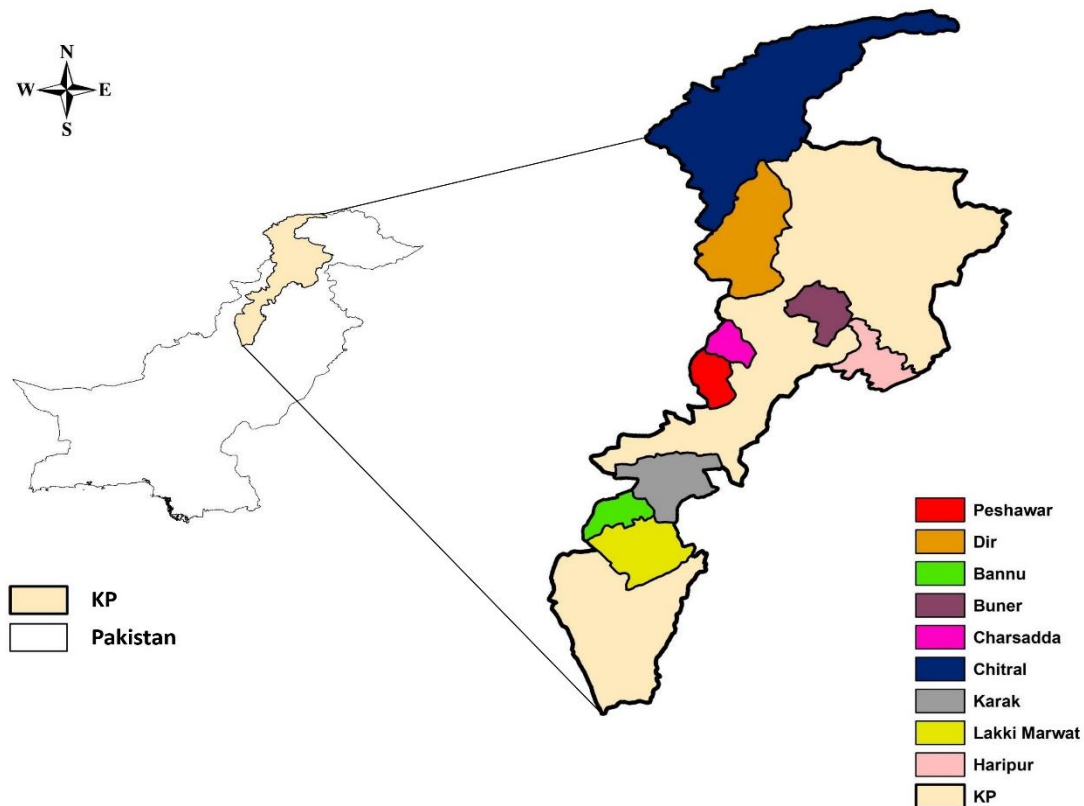 N
W E
S
KP
Pakistan
Peshawar
Dir
Bannu
Buner
Charsadda
Chitral
Karak
Lakki Marwat
Haripur
KP